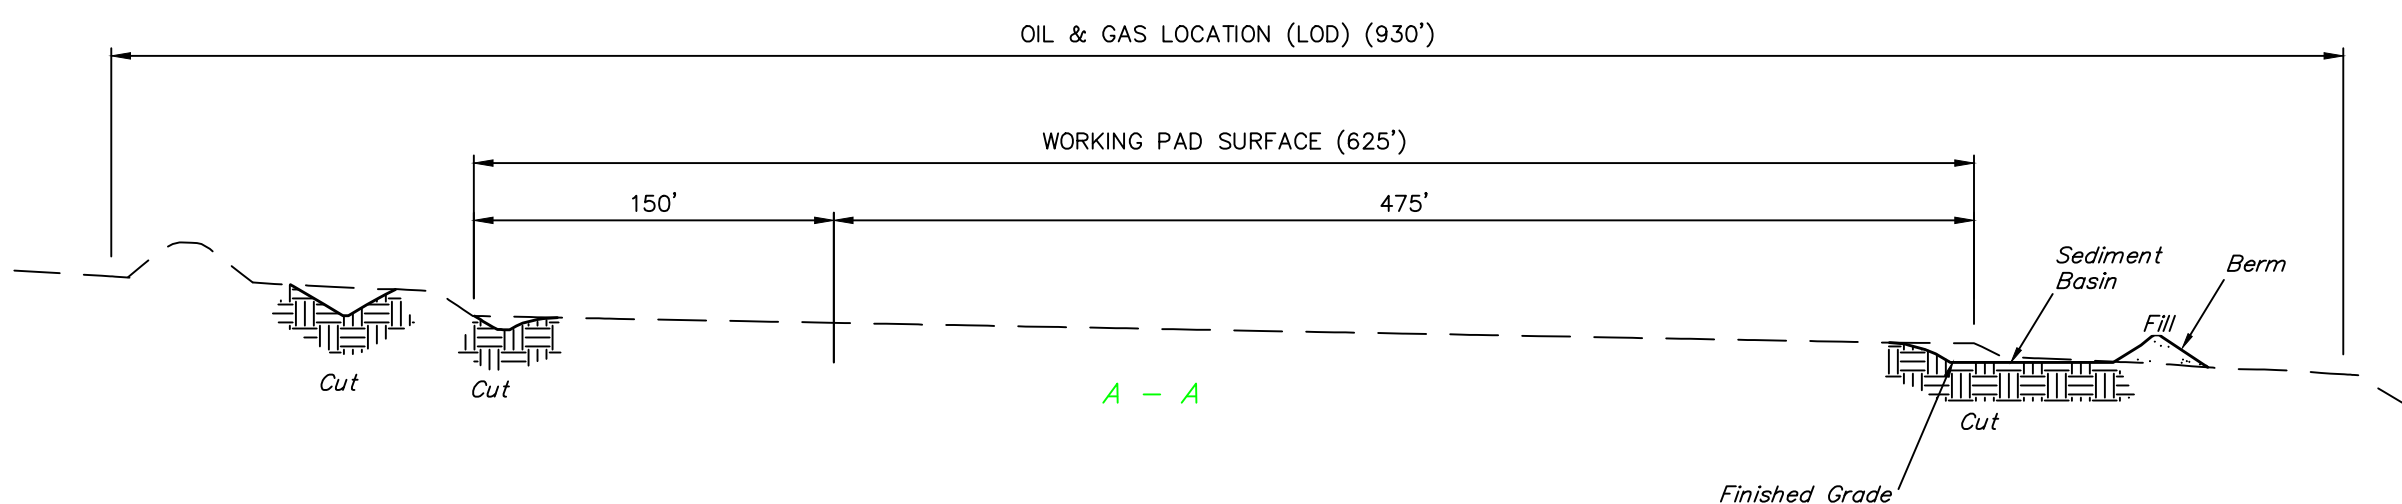 OIL & GAS LOCATION (LOD) (930')
WORKING PAD SURFACE (625')
150'
475'
Sediment
Basin
Berm
Fill
Cut
Cut
A - A
Cut
Finished Grade